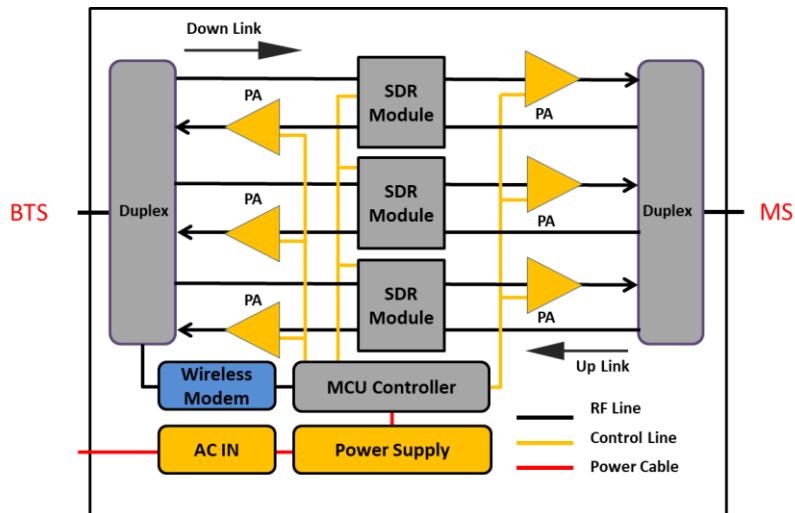 Down Link
PA
SDR
Module
PA
Duplex
BTS
PA
SDR
Module
PA
Duplex
MS
PA
SDR
Module
PA
Up Link
Wireless
Modem
MCU Controller
AC IN
Power Supply
RF Line
Control Line
Power Cable